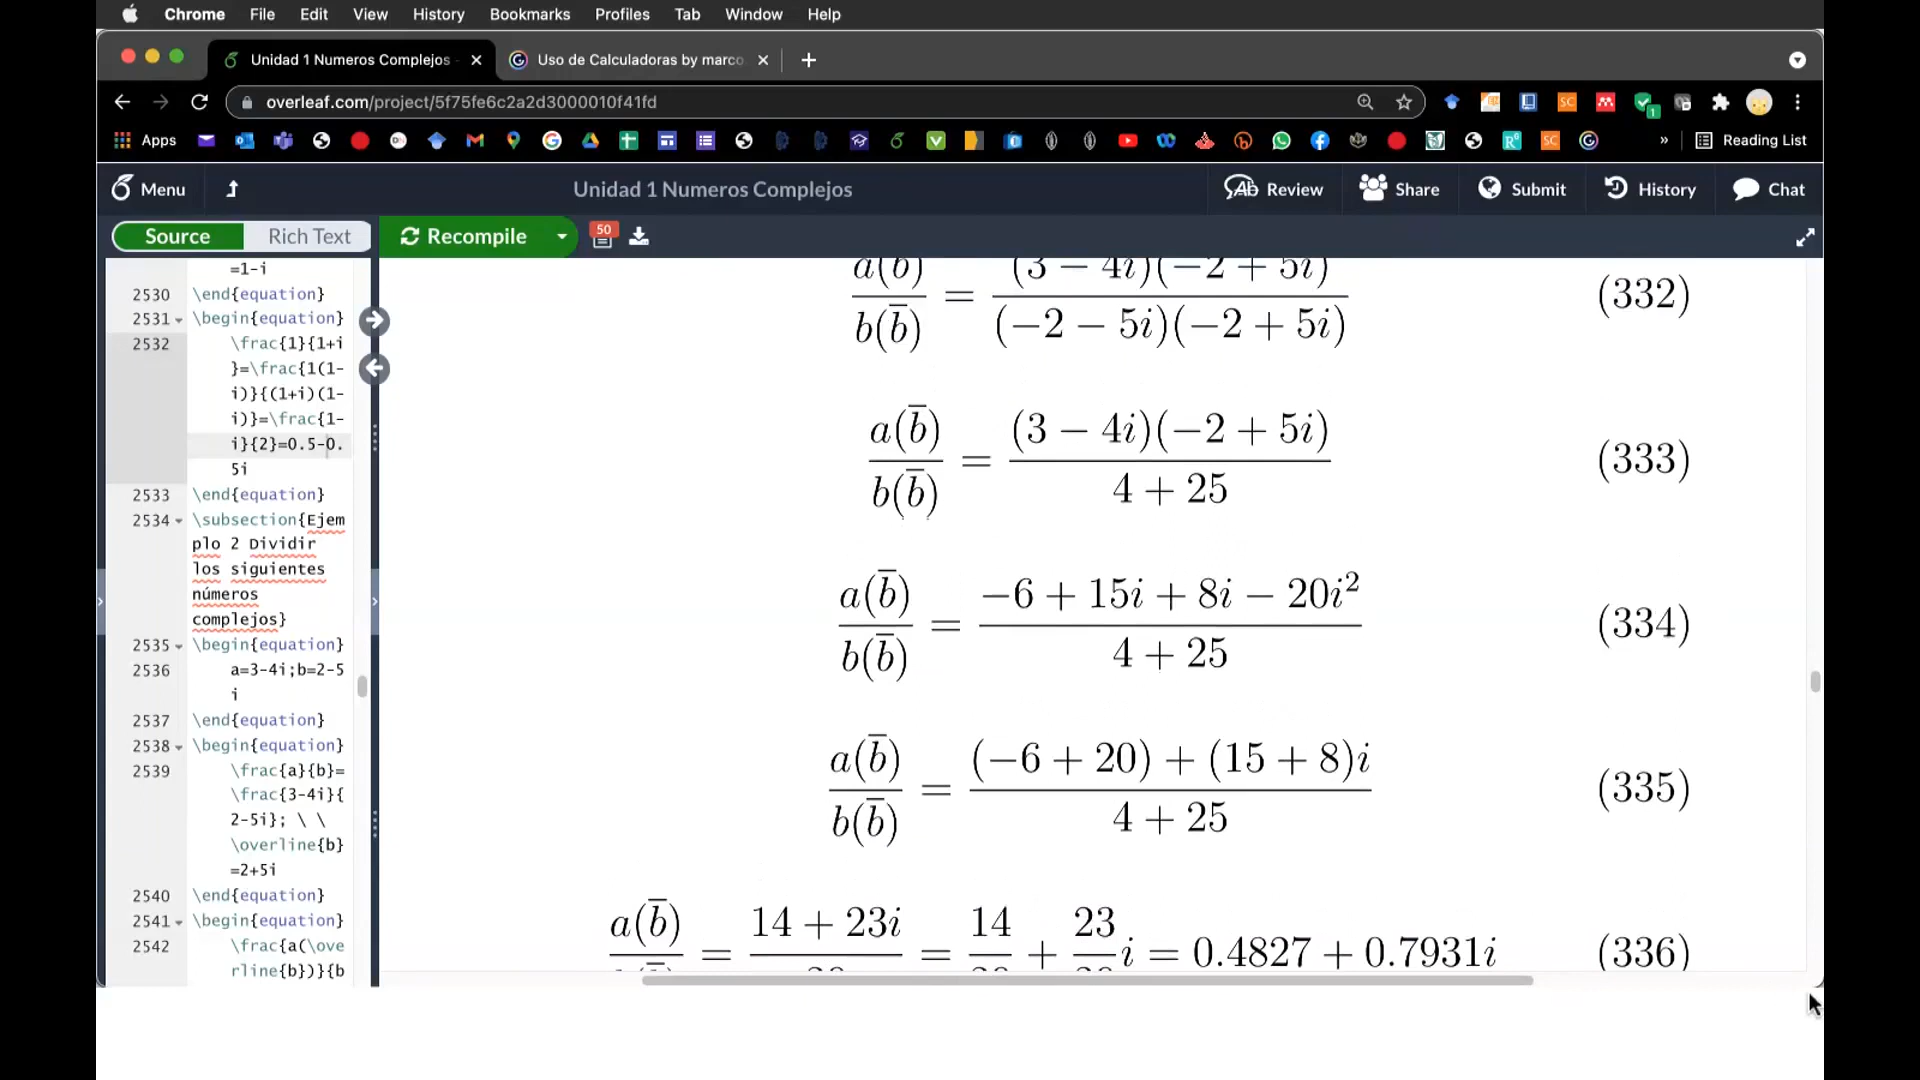 Chrome File Edit View History Bookmarks Profiles Tab Window Help
Unidad 1 Numeros Complejos
Uso de Calculadoras by marco
overleaf.com/project/5f75fe6c2a2d3000010f41fd
Apps
Reading List
Menu
Unidad 1 Numeros Complejos
Review Share Submit History Chat
Source Rich Text
Recompile
50
=1-i
2530 \end{equation}
2531 \begin{equation}
2532 \frac{1}{1+i
}=\frac{1(1-
i)}{(1+i)(1-
i)}=\frac{1-
i}{2}=0.5-0.
5i
2533 \end{equation}
2534 \subsection{Ejem
plo 2 Dividir
los siguientes
números
complejos}
2535 \begin{equation}
2536 a=3-4i;b=2-5
i
2537 \end{equation}
2538 \begin{equation}
2539 \frac{a}{b}=
\frac{3-4i}{
2-5i}; \ \
\overline{b}
=2+5i
2540 \end{equation}
2541 \begin{equation}
2542 \frac{a(\ove
rline{b})}{b
a(b̅)/b(b̅) = (3 − 4i)(−2 + 5i)/(−2 − 5i)(−2 + 5i) (332)
a(b̅)/b(b̅) = (3 − 4i)(−2 + 5i)/4 + 25 (333)
a(b̅)/b(b̅) = −6 + 15i + 8i − 20i²/4 + 25 (334)
a(b̅)/b(b̅) = (−6 + 20) + (15 + 8)i/4 + 25 (335)
a(b̅) = 14 + 23i = 14 + 23 i = 0.4827 + 0.7931i (336)